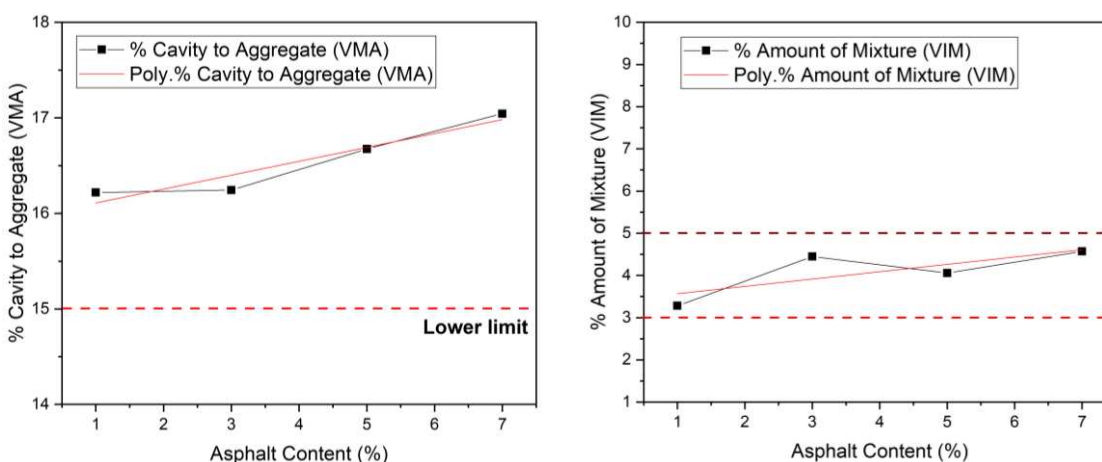 % Cavity to Aggregate (VMA)
18
17
16
15
14
% Cavity to Aggregate (VMA)
Poly.% Cavity to Aggregate (VMA)
Lower limit
1 2 3 4 5 6 7
Asphalt Content (%)
% Amount of Mixture (VIM)
10
9
8
7
6
5
4
3
2
1
% Amount of Mixture (VIM)
Poly.% Amount of Mixture (VIM)
1 2 3 4 5 6 7
Asphalt Content (%)